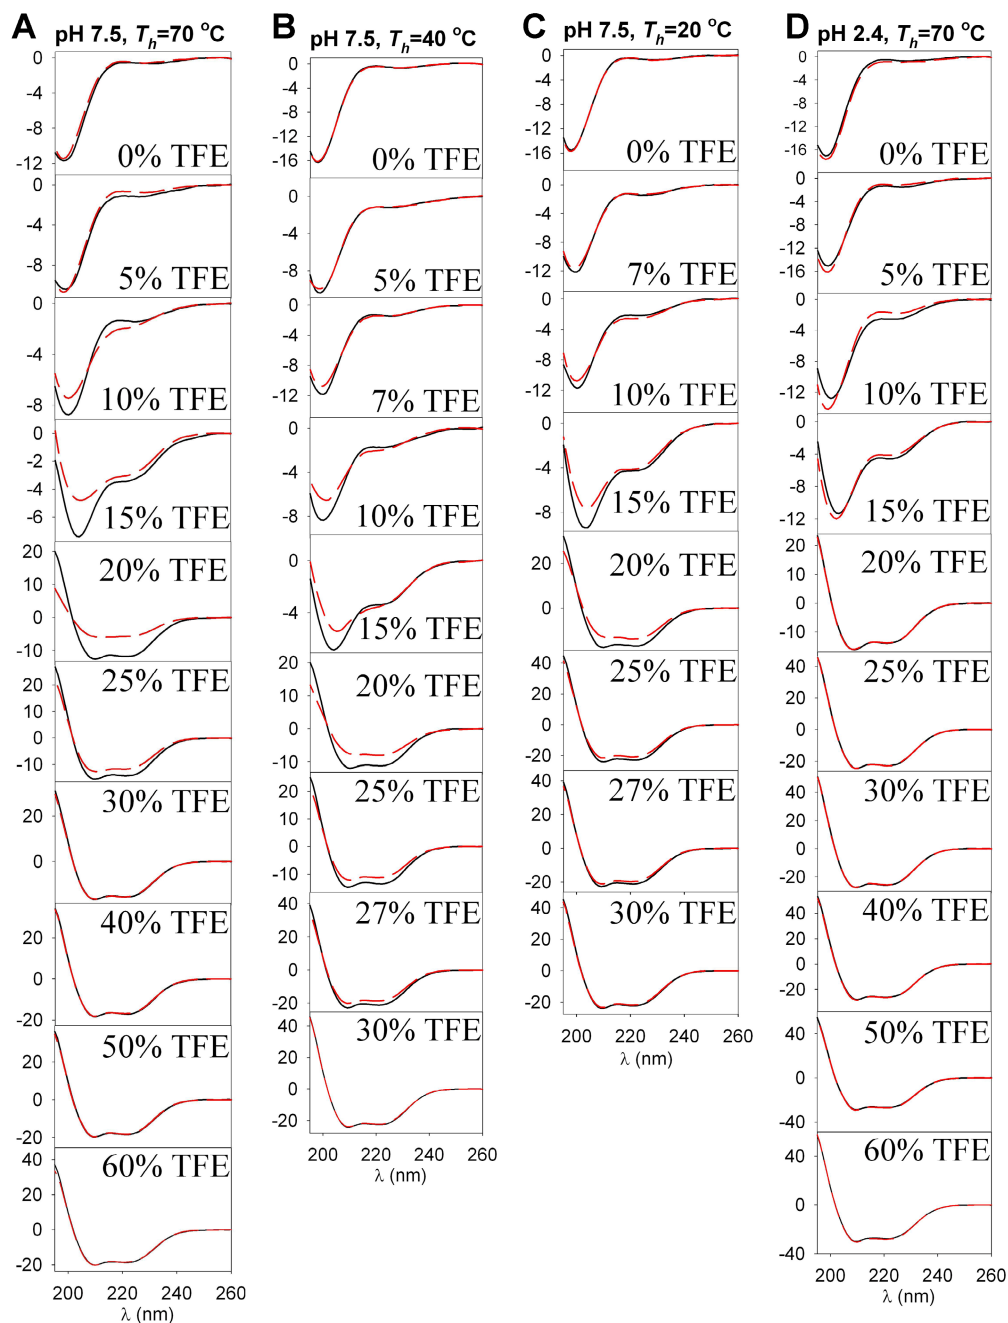 A
pH 7.5, Th=70 °C
0
-4
-8
-12
0% TFE
0
-4
-8
5% TFE
0
-4
-8
10% TFE
0
-2
-4
-6
15% TFE
20
10
0
-10
20% TFE
20
10
0
-10
25% TFE
20
0
30% TFE
20
0
-20
40% TFE
20
0
-20
50% TFE
40
20
0
-20
60% TFE
200 220 240 260
λ (nm)
B
pH 7.5, Th=40 °C
0
-4
-8
-12
-16
0% TFE
0
-4
-8
5% TFE
0
-4
-8
-12
7% TFE
0
-4
-8
10% TFE
0
-4
15% TFE
20
10
0
-10
20% TFE
20
10
0
-10
25% TFE
40
20
0
-20
27% TFE
40
20
0
-20
30% TFE
200 220 240 260
λ (nm)
C
pH 7.5, Th=20 °C
0
-4
-8
-12
-16
0% TFE
0
-4
-8
-12
7% TFE
0
-4
-8
-12
10% TFE
0
-4
-8
15% TFE
20
0
20% TFE
40
20
0
-20
25% TFE
40
20
0
-20
27% TFE
40
20
0
-20
30% TFE
200 220 240 260
λ (nm)
D
pH 2.4, Th=70 °C
0
-4
-8
-12
-16
0% TFE
0
-4
-8
-12
-16
5% TFE
0
-4
-8
-12
10% TFE
0
-4
-8
-12
15% TFE
20
10
0
-10
20% TFE
40
20
0
-20
25% TFE
40
20
0
-20
30% TFE
40
20
0
-20
40% TFE
40
0
-40
50% TFE
40
0
-40
60% TFE
200 220 240 260
λ (nm)